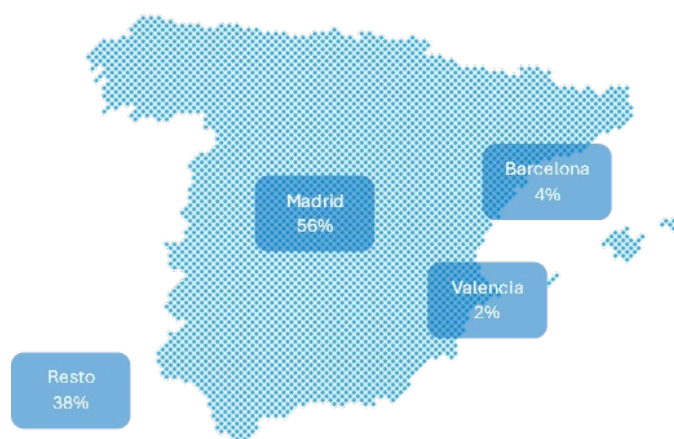 Barcelona
4%
Madrid
56%
Valencia
2%
Resto
38%